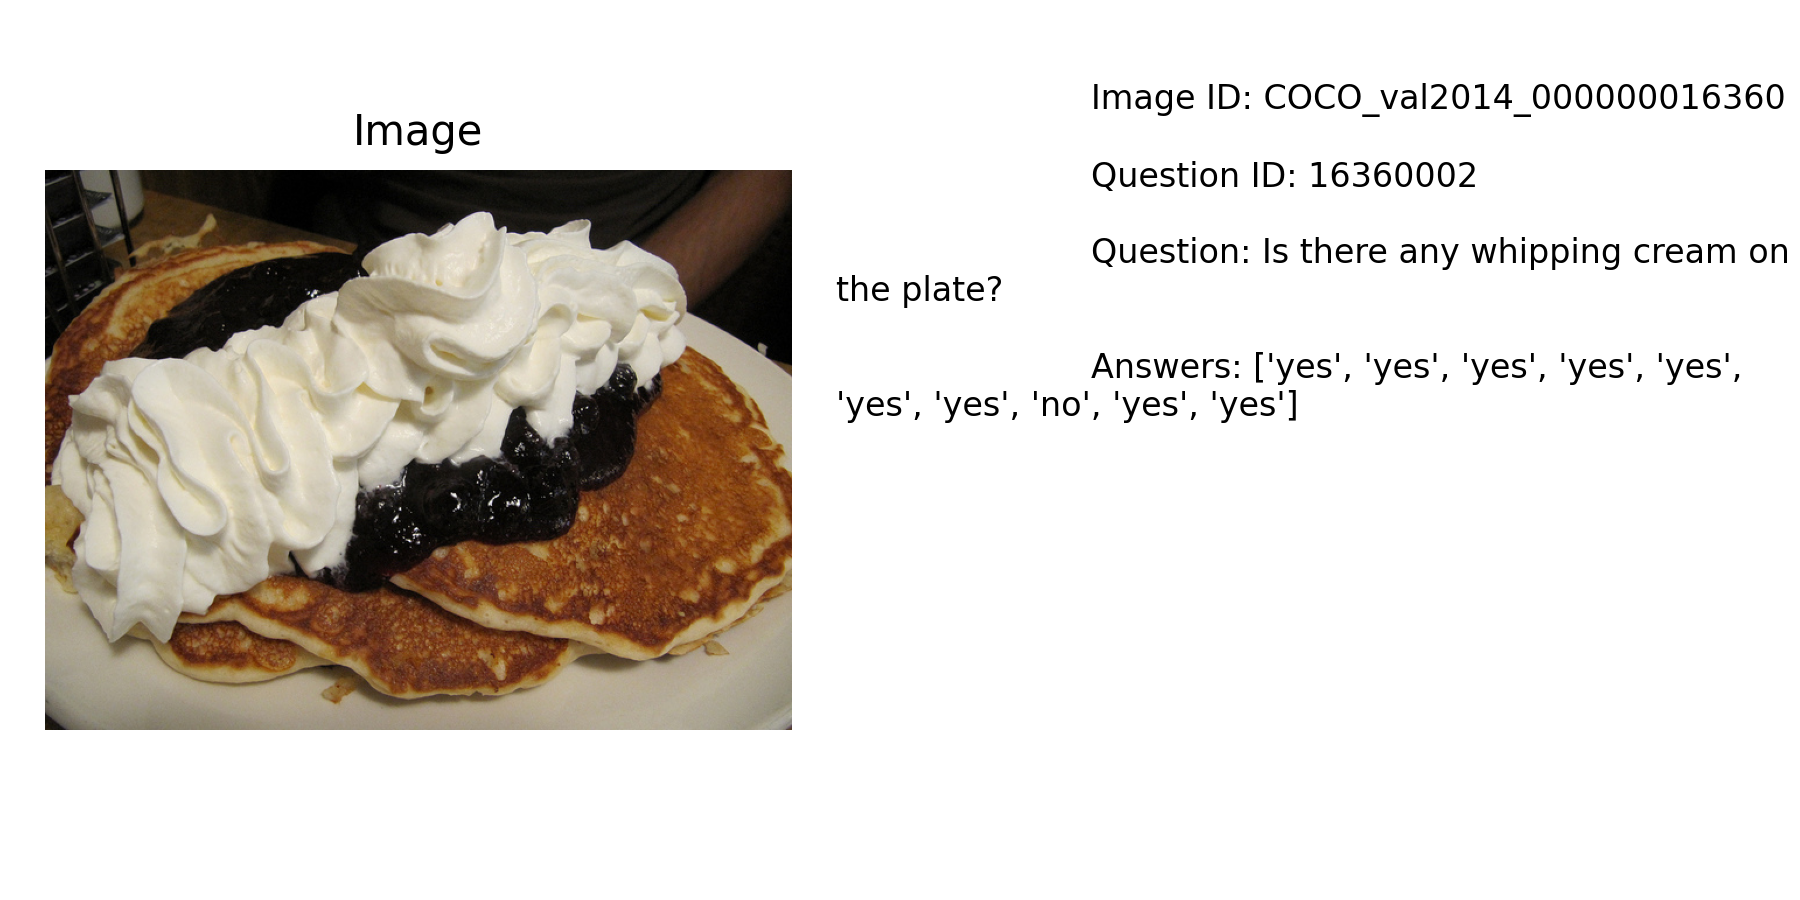 Image
Image ID: COCO_val2014_000000016360
Question ID: 16360002
Question: Is there any whipping cream on
the plate?
Answers: ['yes', 'yes', 'yes', 'yes', 'yes',
'yes', 'yes', 'no', 'yes', 'yes']